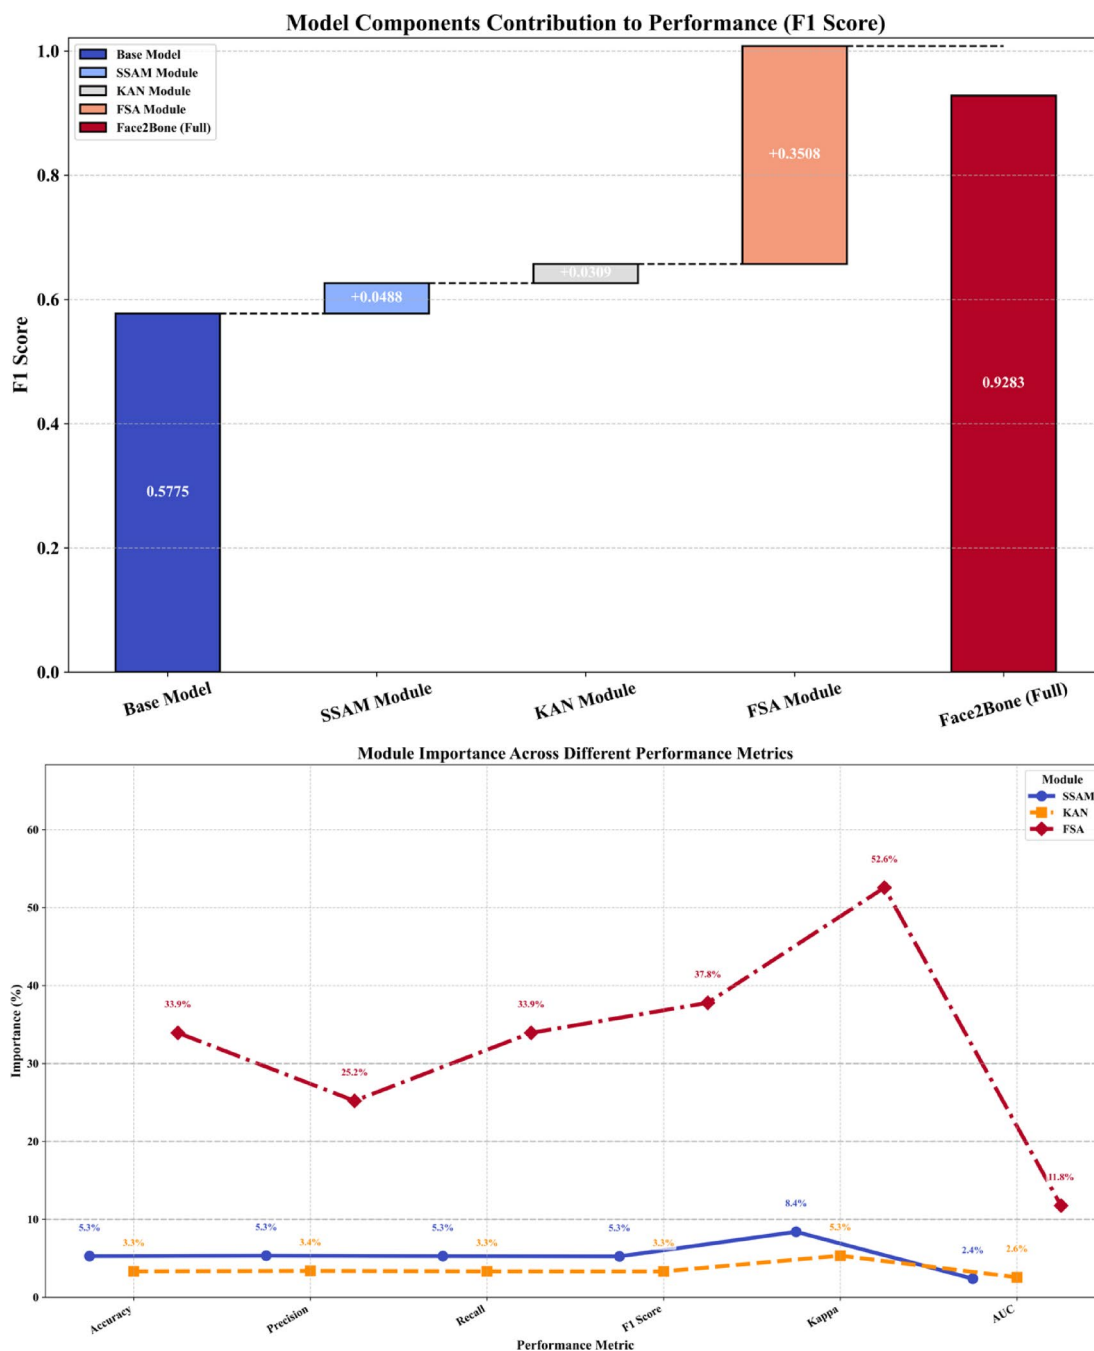 Model Components Contribution to Performance (F1 Score)
Base Model
SSAM Module
KAN Module
FSA Module
Face2Bone (Full)
F1 Score
1.0
0.8
0.6
0.4
0.2
0.0
0.5775
+0.0488
+0.0309
+0.3508
0.9283
Base Model
SSAM Module
KAN Module
FSA Module
Face2Bone (Full)
Module Importance Across Different Performance Metrics
Module
SSAM
KAN
FSA
Importance (%)
60
50
40
30
20
10
0
33.9%
25.2%
33.9%
37.8%
52.6%
11.8%
5.3%
5.3%
5.3%
5.3%
8.4%
2.4%
3.3%
3.4%
3.3%
3.3%
5.3%
2.6%
Accuracy
Precision
Recall
F1 Score
Kappa
AUC
Performance Metric